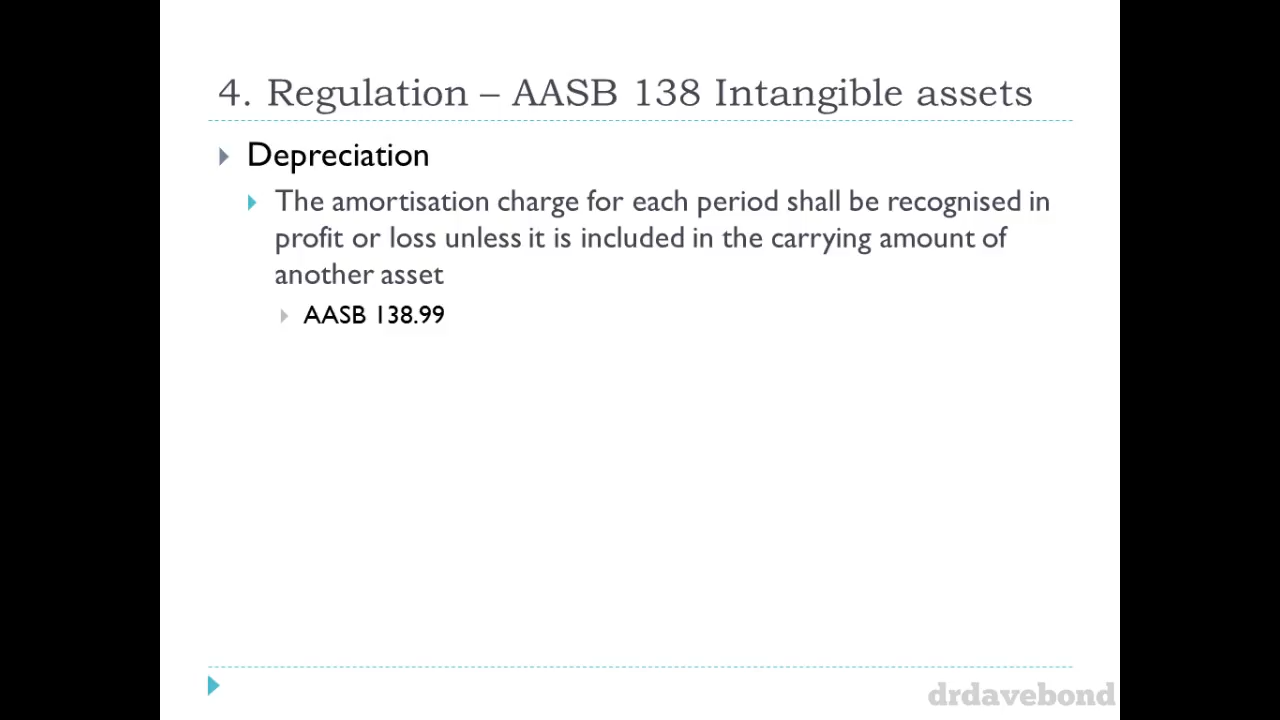 4. Regulation – AASB 138 Intangible assets
Depreciation
The amortisation charge for each period shall be recognised in
profit or loss unless it is included in the carrying amount of
another asset
AASB 138.99
drdavebond